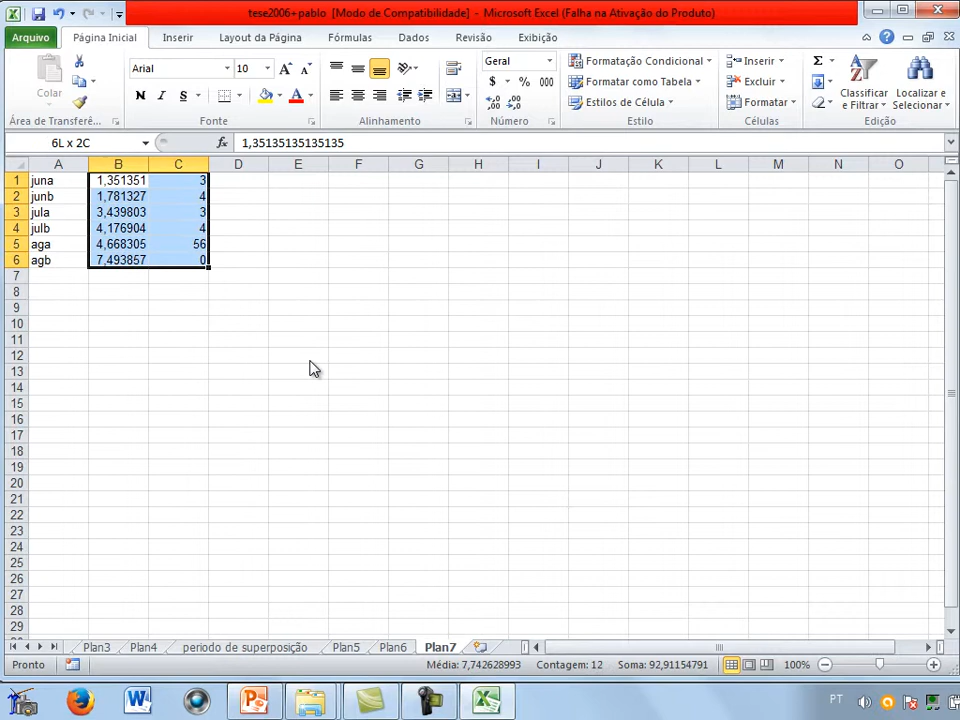 tese2006+pablo [Modo de Compatibilidade] - Microsoft Excel (Falha na Ativação do Produto)
Arquivo Página Inicial Inserir Layout da Página Fórmulas Dados Revisão Exibição
Colar
Arial 10
N I S
Geral
$ % 000
,00 ,0
Formatação Condicional
Formatar como Tabela
Estilos de Célula
Inserir
Excluir
Formatar
Σ
Classificar e Filtrar
Localizar e Selecionar
Área de Transferê... Fonte Alinhamento Número Estilo Células Edição
6L x 2C fx 1,35135135135135
A B C D E F G H I J K L M N O
1 juna 1,351351 3
2 junb 1,781327 4
3 jula 3,439803 3
4 julb 4,176904 4
5 aga 4,668305 56
6 agb 7,493857 0
7
8
9
10
11
12
13
14
15
16
17
18
19
20
21
22
23
24
25
26
27
28
29
Plan3 Plan4 periodo de superposição Plan5 Plan6 Plan7
Pronto Média: 7,742628993 Contagem: 12 Soma: 92,91154791 100%
PT